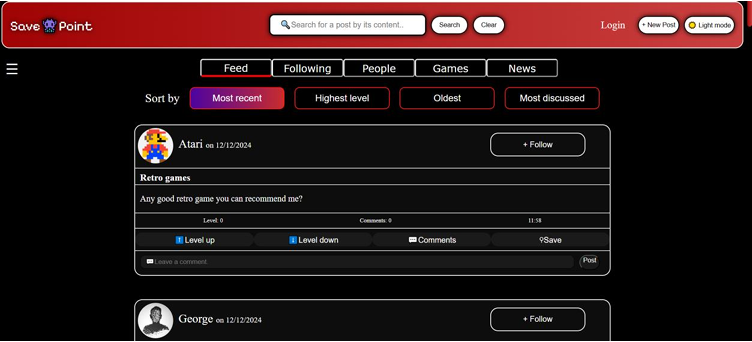 Save Point
Search for a post by its content..
Search
Clear
Login
+ New Post
Light mode
Feed
Following
People
Games
News
Sort by
Most recent
Highest level
Oldest
Most discussed
Atari on 12/12/2024
+ Follow
Retro games
Any good retro game you can recommend me?
Level: 0
Comments: 0
11:58
Level up
Level down
Comments
Save
Leave a comment
Post
George on 12/12/2024
+ Follow